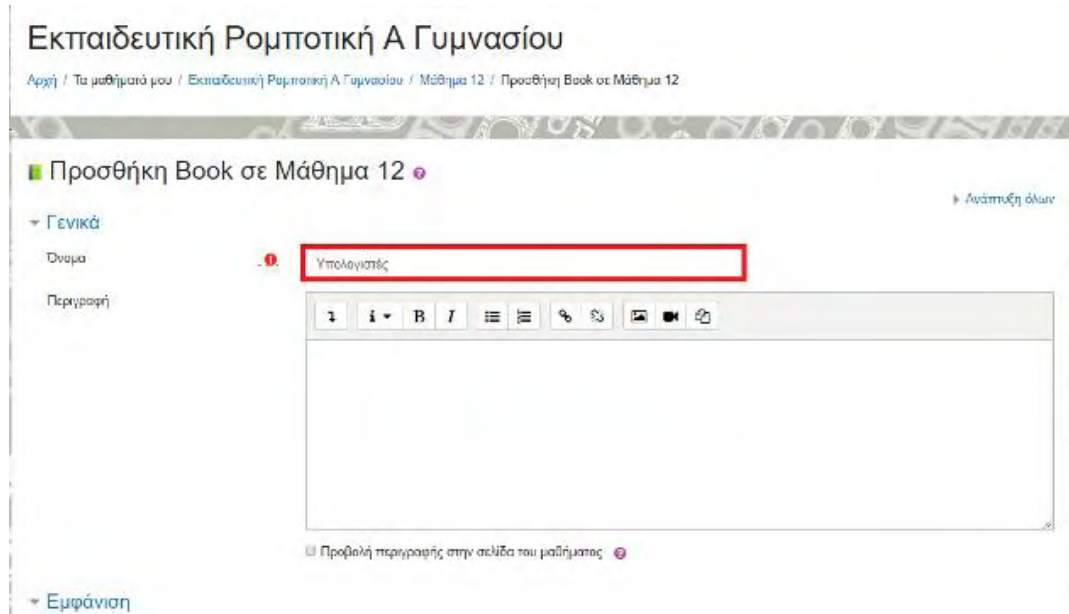 Εκπαιδευτική Ρομποτική Α Γυμνασίου
Αρχή / Τα μαθήματά μου / Εκπαιδευτική Ρομποτική Α Γυμνασίου / Μάθημα 12 / Προσθήκη Book σε Μάθημα 12
Προσθήκη Book σε Μάθημα 12
Ανάπτυξη όλων
Γενικά
Όνομα
Υπολογιστές
Περιγραφή
Προβολή περιγραφής στην σελίδα του μαθήματος
Εμφάνιση